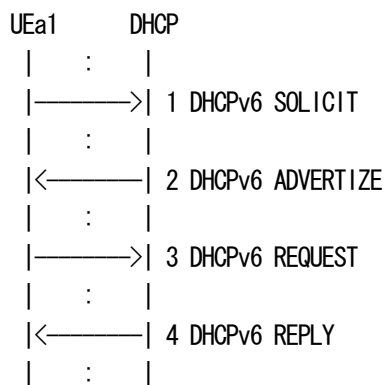 UEa1 DHCP
| : |
|--------->| 1 DHCPv6 SOLICIT
| : |
|<---------| 2 DHCPv6 ADVERTIZE
| : |
|--------->| 3 DHCPv6 REQUEST
| : |
|<---------| 4 DHCPv6 REPLY
| : |